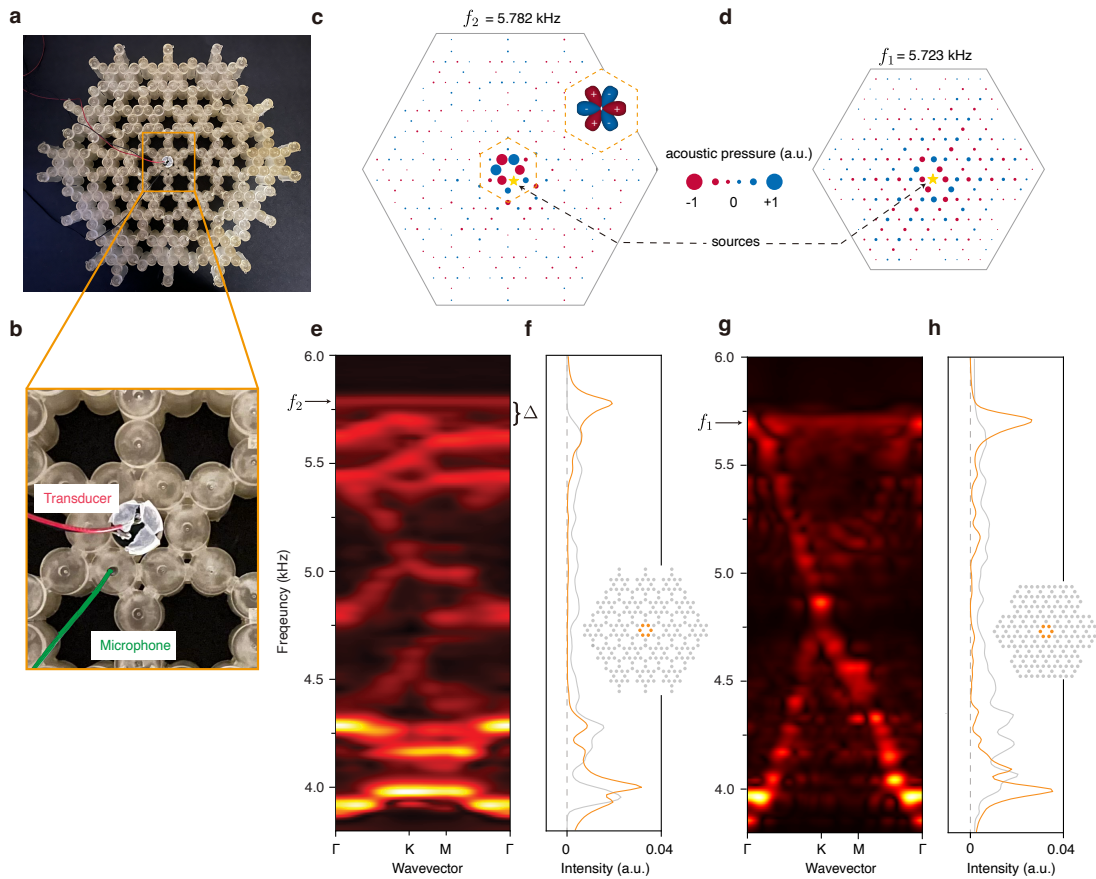 a
c
f2 = 5.782 kHz
d
f1 = 5.723 kHz
+
-
+
-
+
-
acoustic pressure (a.u.)
-1
0
+1
sources
b
Transducer
Microphone
e
f
g
h
6.0
5.5
5.0
4.5
4.0
f2
Δ
Freqeuncy (kHz)
Γ
K
M
Γ
Wavevector
0
0.04
Intensity (a.u.)
6.0
5.5
5.0
4.5
4.0
f1
Γ
K
M
Γ
Wavevector
0
0.04
Intensity (a.u.)